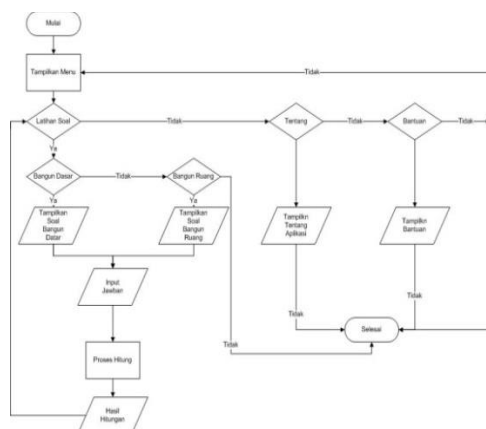 Mulai
Tampilkan Menu
Tidak
Latihan Soal
Tidak
Tentang
Tidak
Bantuan
Tidak
Ya
Bangun Dasar
Tidak
Bangun Ruang
Ya
Ya
Tampilkan
Soal
Bangun
Datar
Tampilkan
Soal
Bangun
Ruang
Tampilkn
Tentang
Aplikasi
Tampilkn
Bantuan
Input
Jawban
Tidak
Tidak
Selesai
Tidak
Proses Hitung
Hasil
Hitungan